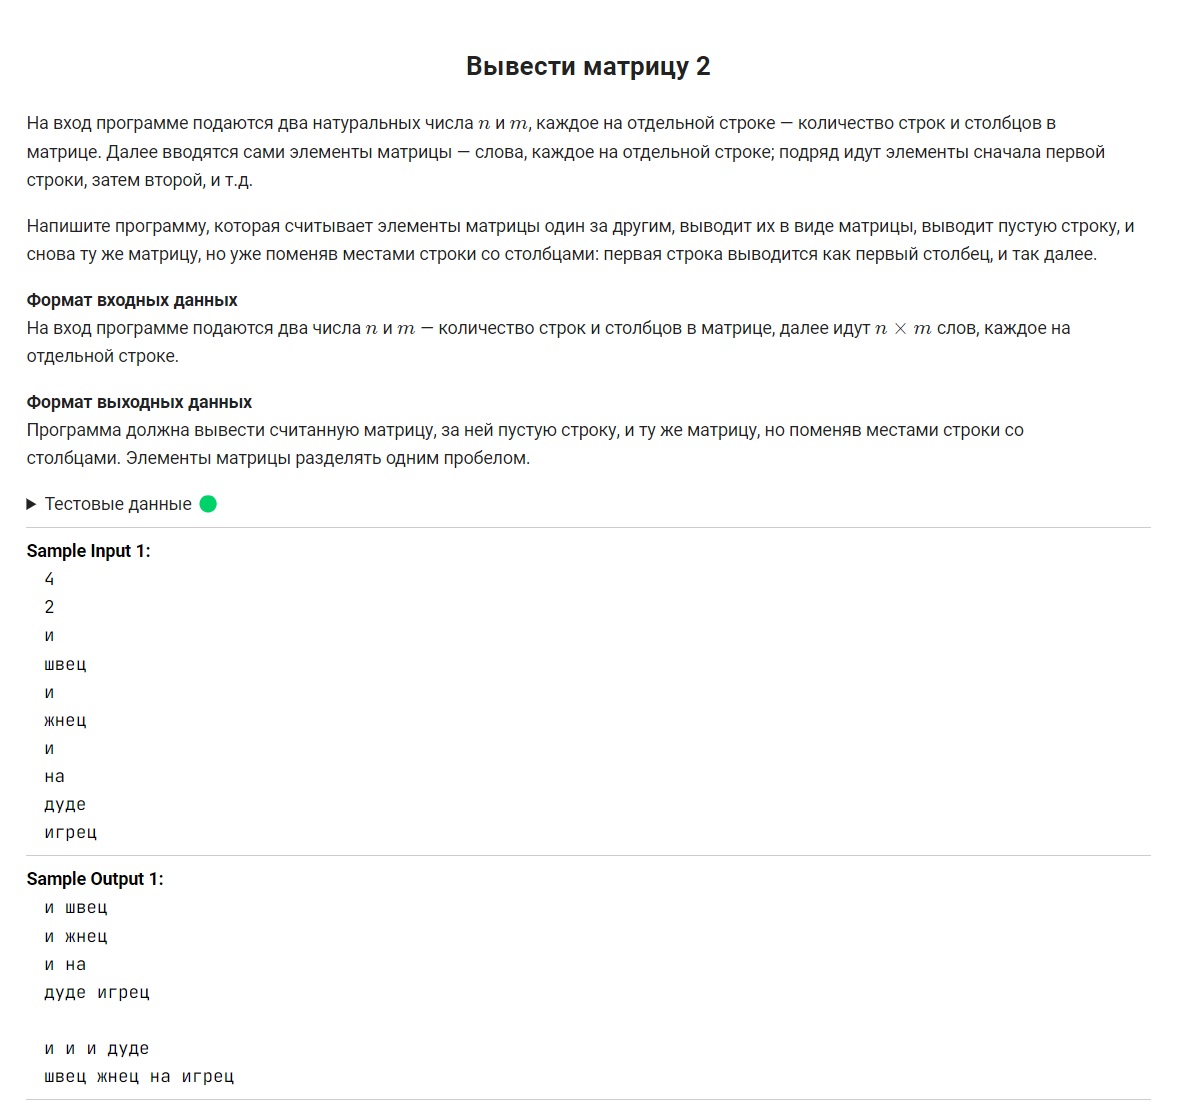 Вывести матрицу 2
На вход программе подаются два натуральных числа n и m, каждое на отдельной строке — количество строк и столбцов в
матрице. Далее вводятся сами элементы матрицы — слова, каждое на отдельной строке; подряд идут элементы сначала первой
строки, затем второй, и т.д.
Напишите программу, которая считывает элементы матрицы один за другим, выводит их в виде матрицы, выводит пустую строку, и
снова ту же матрицу, но уже поменяв местами строки со столбцами: первая строка выводится как первый столбец, и так далее.
Формат входных данных
На вход программе подаются два числа n и m — количество строк и столбцов в матрице, далее идут n × m слов, каждое на
отдельной строке.
Формат выходных данных
Программа должна вывести считанную матрицу, за ней пустую строку, и ту же матрицу, но поменяв местами строки со
столбцами. Элементы матрицы разделять одним пробелом.
Тестовые данные
Sample Input 1:
4
2
и
швец
и
жнец
и
на
дуде
игрец
Sample Output 1:
и швец
и жнец
и на
дуде игрец
и и и дуде
швец жнец на игрец